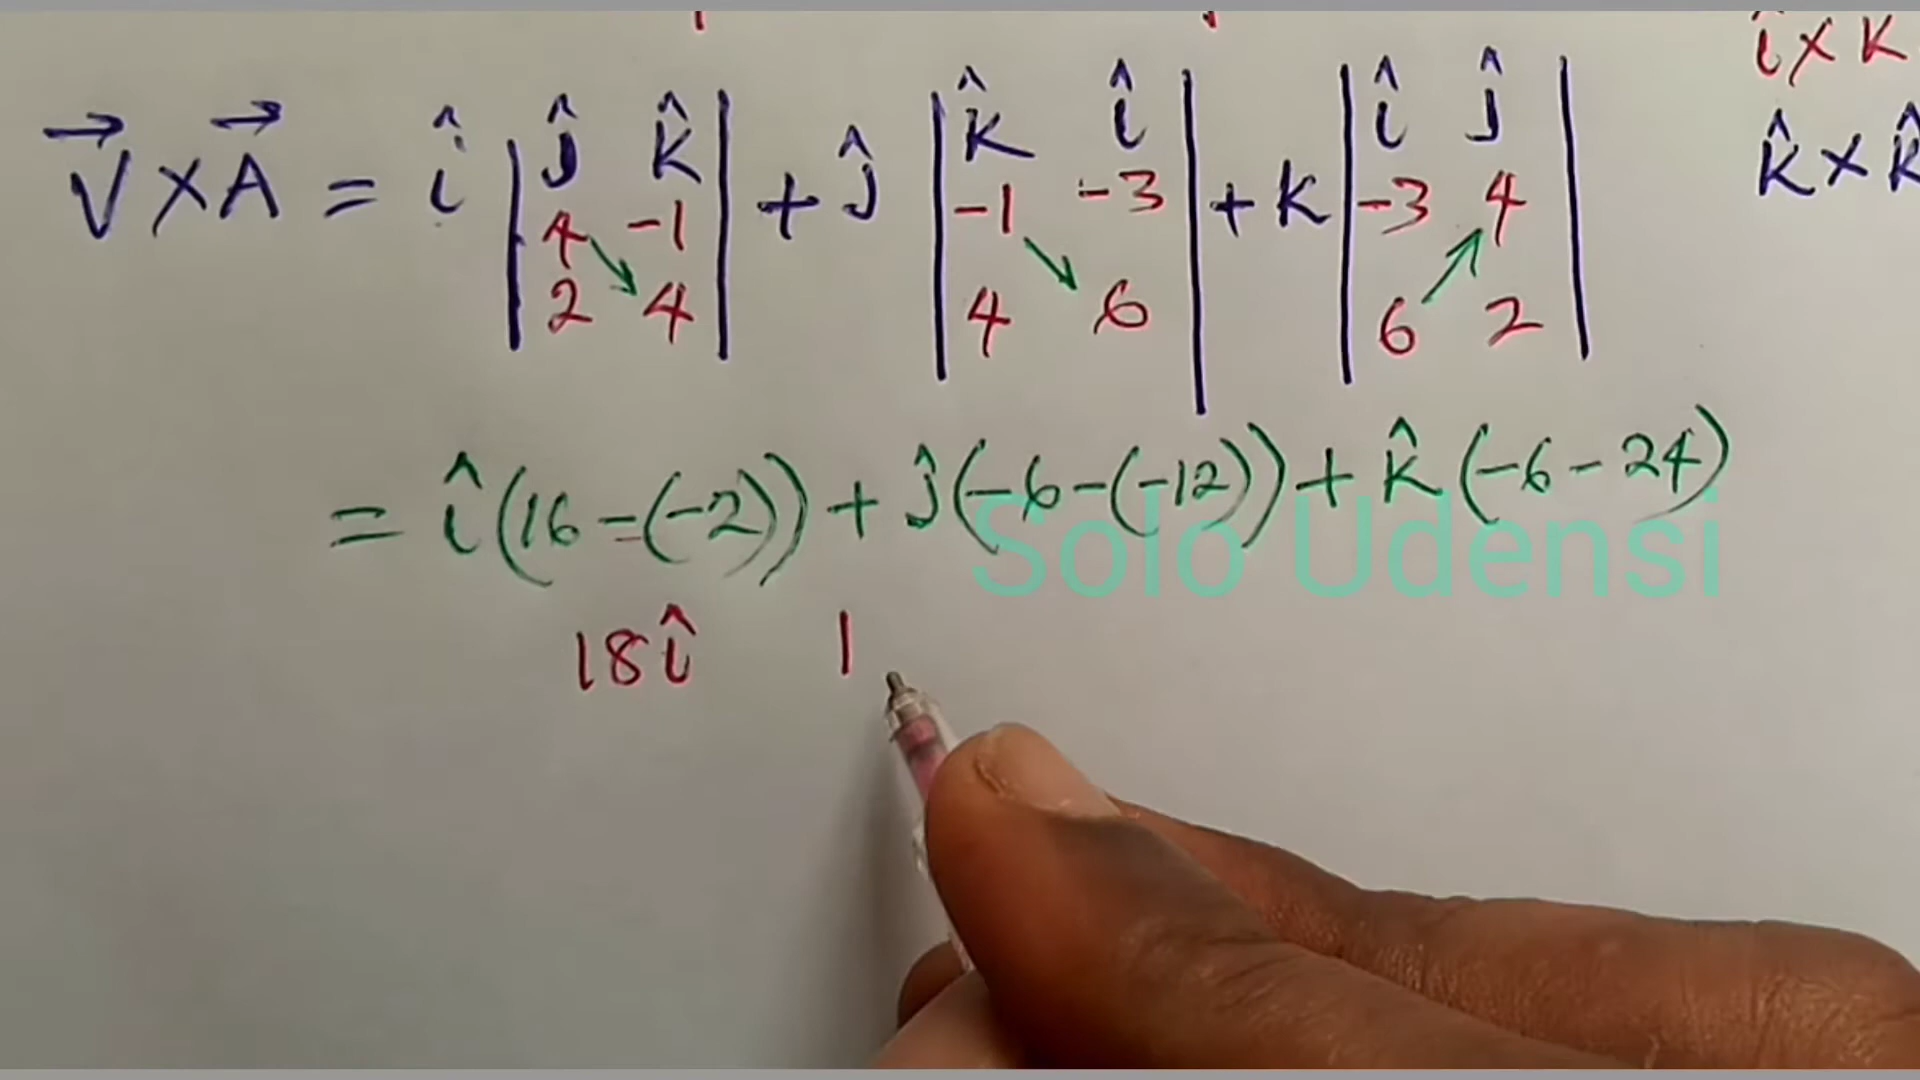 î x k
V⃗ x A⃗ = î | ĵ k̂ | + ĵ | k̂ î | + k | î ĵ | k̂ x k̂
4 -1 -1 -3 -3 4
2 4 4 6 6 2
= î (16 - (-2)) + ĵ (-6 - (-12)) + k̂ (-6 - 24)
Solo Udensi
18 î 1